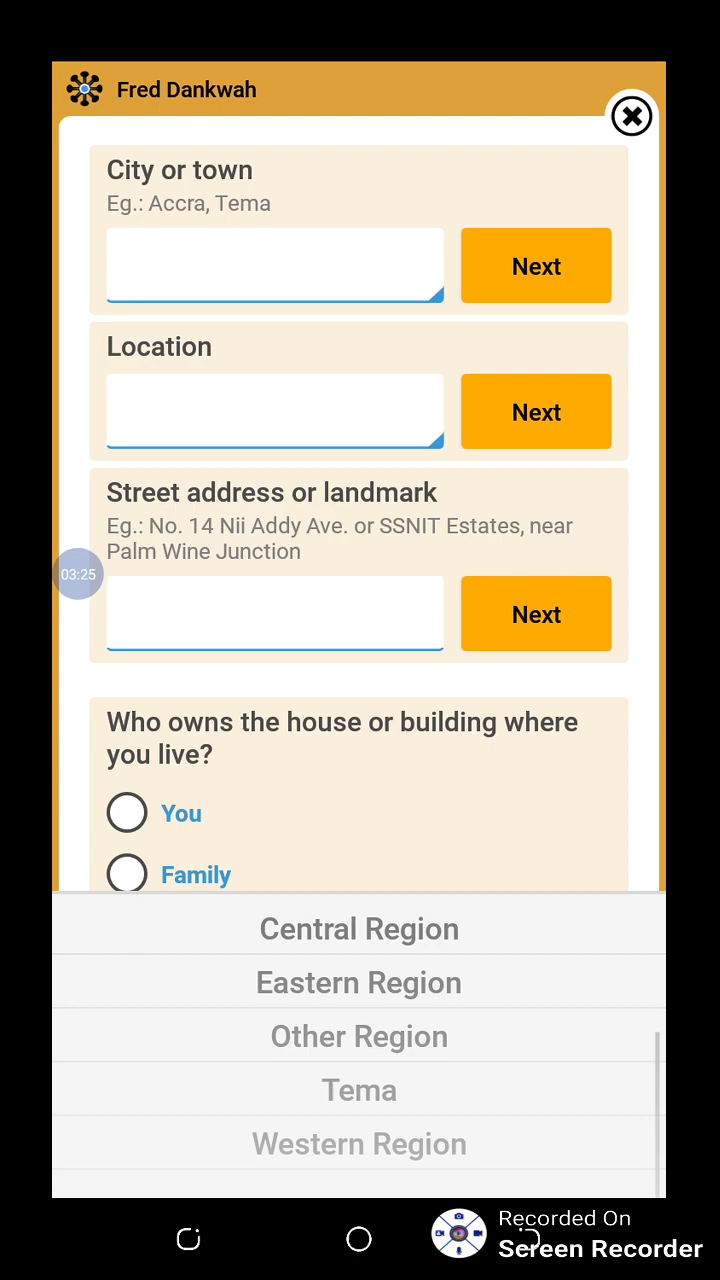 Fred Dankwah
City or town
Eg.: Accra, Tema
Next
Location
Next
Street address or landmark
Eg.: No. 14 Nii Addy Ave. or SSNIT Estates, near
Palm Wine Junction
03:25
Next
Who owns the house or building where
you live?
You
Family
Central Region
Eastern Region
Other Region
Tema
Western Region
Recorded On
Screen Recorder